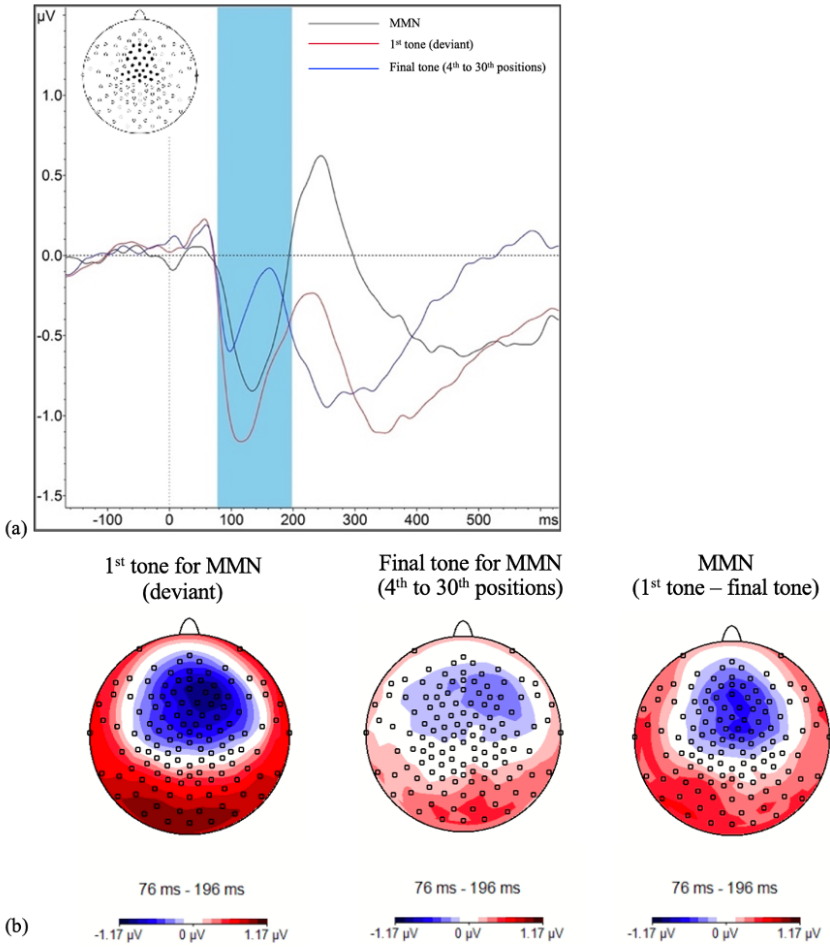 µV
MMN
1st tone (deviant)
Final tone (4th to 30th positions)
1.0
0.5
0.0
-0.5
-1.0
-1.5
-100 0 100 200 300 400 500 ms
(a)
1st tone for MMN
(deviant)
Final tone for MMN
(4th to 30th positions)
MMN
(1st tone – final tone)
76 ms - 196 ms
76 ms - 196 ms
76 ms - 196 ms
(b)
-1.17 µV 0 µV 1.17 µV
-1.17 µV 0 µV 1.17 µV
-1.17 µV 0 µV 1.17 µV